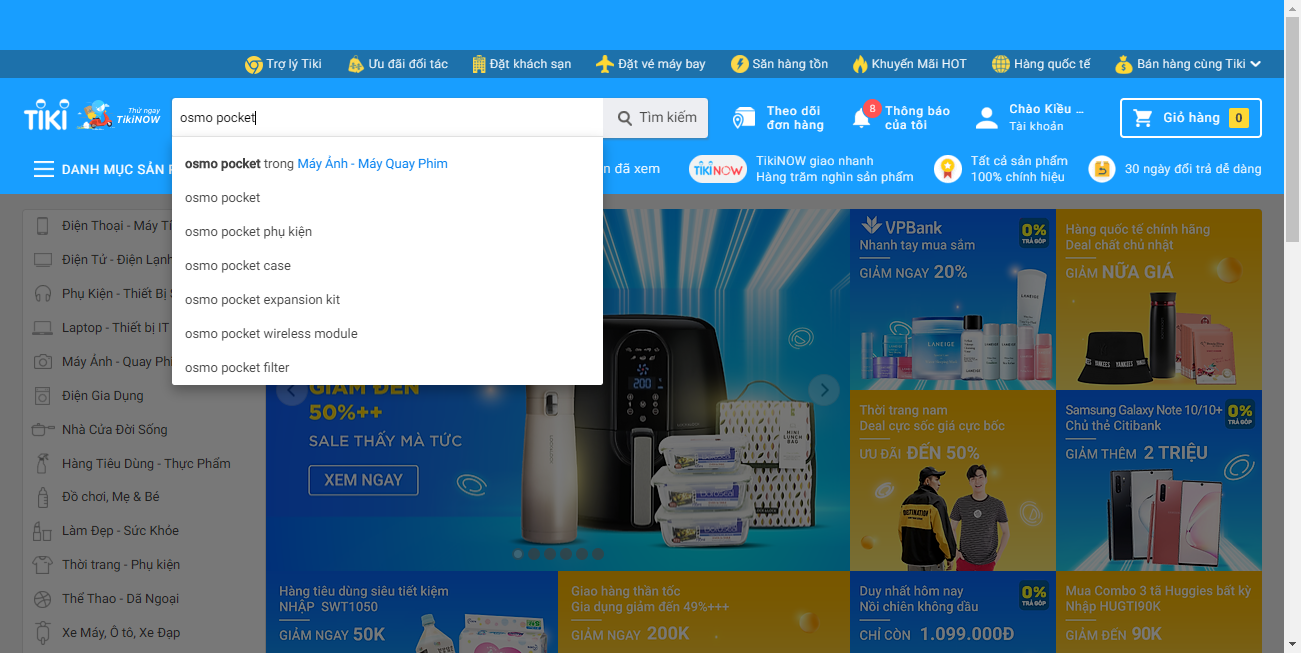 Trợ lý Tiki
Ưu đãi đối tác
Đặt khách sạn
Đặt vé máy bay
Săn hàng tồn
Khuyến Mãi HOT
Hàng quốc tế
Bán hàng cùng Tiki
TIKI
Thử ngay
TikiNOW
osmo pocket
Tìm kiếm
Theo dõi
đơn hàng
8
Thông báo
của tôi
Chào Kiều ...
Tài khoản
Giỏ hàng
0
DANH MỤC SẢN
osmo pocket trong Máy Ảnh - Máy Quay Phim
osmo pocket
osmo pocket phụ kiện
osmo pocket case
osmo pocket expansion kit
osmo pocket wireless module
osmo pocket filter
đã xem
TIKINOW
TikiNOW giao nhanh
Hàng trăm nghìn sản phẩm
Tất cả sản phẩm
100% chính hiệu
30 ngày đổi trả dễ dàng
Điện Thoại - Máy
Điện Tử - Điện Lạnh
Phụ Kiện - Thiết Bị
Laptop - Thiết bị IT
Máy Ảnh - Quay
Điện Gia Dụng
Nhà Cửa Đời Sống
Hàng Tiêu Dùng - Thực Phẩm
Đồ chơi, Mẹ & Bé
Làm Đẹp - Sức Khỏe
Thời trang - Phụ kiện
Thể Thao - Dã Ngoại
Xe Máy, Ô tô, Xe Đạp
GIẢM ĐẾN
50%++
SALE THẤY MÀ TỨC
XEM NGAY
200
MINI
LUNCH
BAG
VPBank
0%
TRẢ GÓP
Nhanh tay mua sắm
GIẢM NGAY 20%
LANEIGE
LANEIGE
LANEIGE
Hàng quốc tế chính hãng
Deal chất chủ nhật
GIẢM NỮA GIÁ
YANKEES
YANKEES
Thời trang nam
Deal cực sốc giá cực bốc
ƯU ĐÃI ĐẾN 50%
DESTINATION
Samsung Galaxy Note 10/10+
0%
TRẢ GÓP
Chủ thẻ Citibank
GIẢM THÊM 2 TRIỆU
Hàng tiêu dùng siêu tiết kiệm
NHẬP SWT1050
GIẢM NGAY 50K
Giao hàng thần tốc
Gia dụng giảm đến 49%+++
GIẢM NGAY 200K
Duy nhất hôm nay
0%
TRẢ GÓP
Nồi chiên không dầu
CHỈ CÒN 1.099.000Đ
Mua Combo 3 tã Huggies bất kỳ
Nhập HUGTI90K
GIẢM ĐẾN 90K